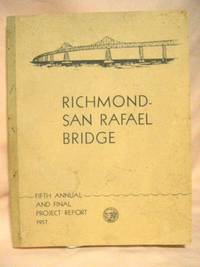 RICHMOND-
SAN RAFAEL
BRIDGE
FIFTH ANNUAL
AND FINAL
PROJECT REPORT
1957